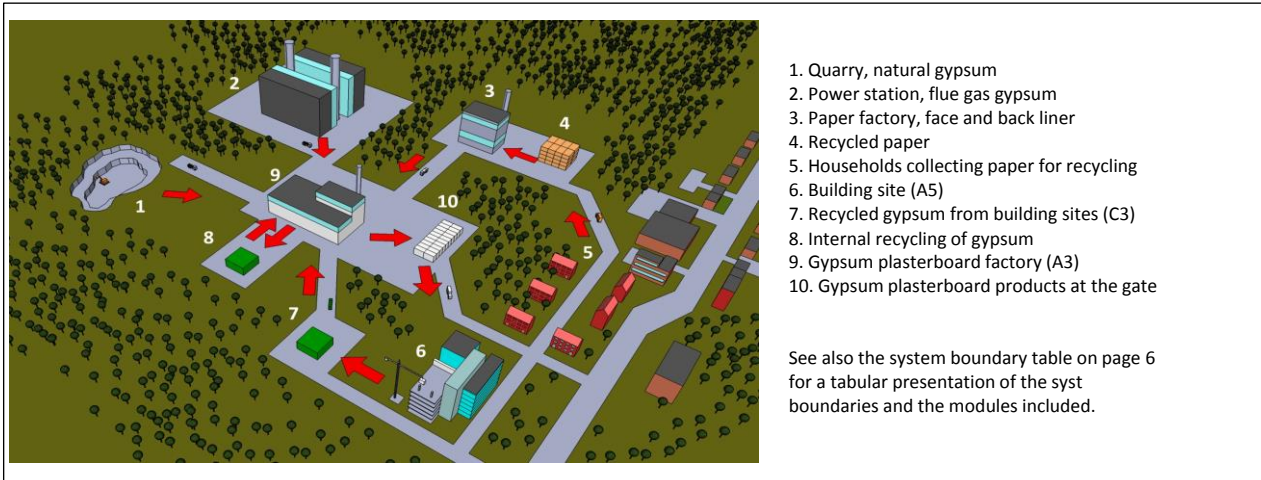 2
3
4
9
1
10
8
5
7
6
1. Quarry, natural gypsum
2. Power station, flue gas gypsum
3. Paper factory, face and back liner
4. Recycled paper
5. Households collecting paper for recycling
6. Building site (A5)
7. Recycled gypsum from building sites (C3)
8. Internal recycling of gypsum
9. Gypsum plasterboard factory (A3)
10. Gypsum plasterboard products at the gate
See also the system boundary table on page 6
for a tabular presentation of the syst
boundaries and the modules included.